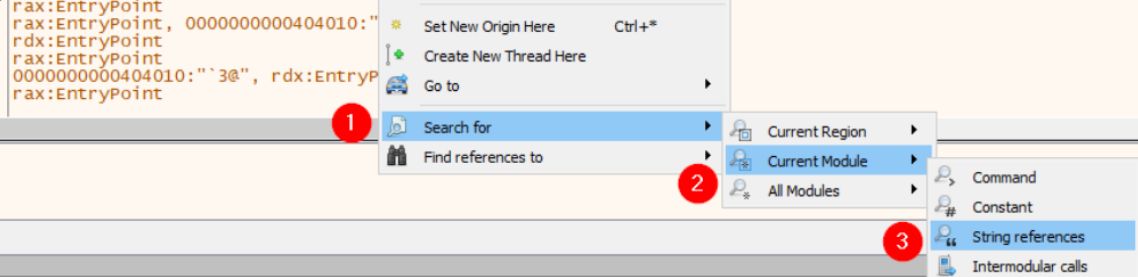 rax:EntryPoint
rax:EntryPoint, 0000000000404010:"
rdx:EntryPoint
rax:EntryPoint
0000000000404010:"`3@", rdx:EntryP
rax:EntryPoint
Set New Origin Here Ctrl+*
Create New Thread Here
Go to
1 Search for
Find references to
Current Region
2 Current Module
All Modules
Command
Constant
3 String references
Intermodular calls